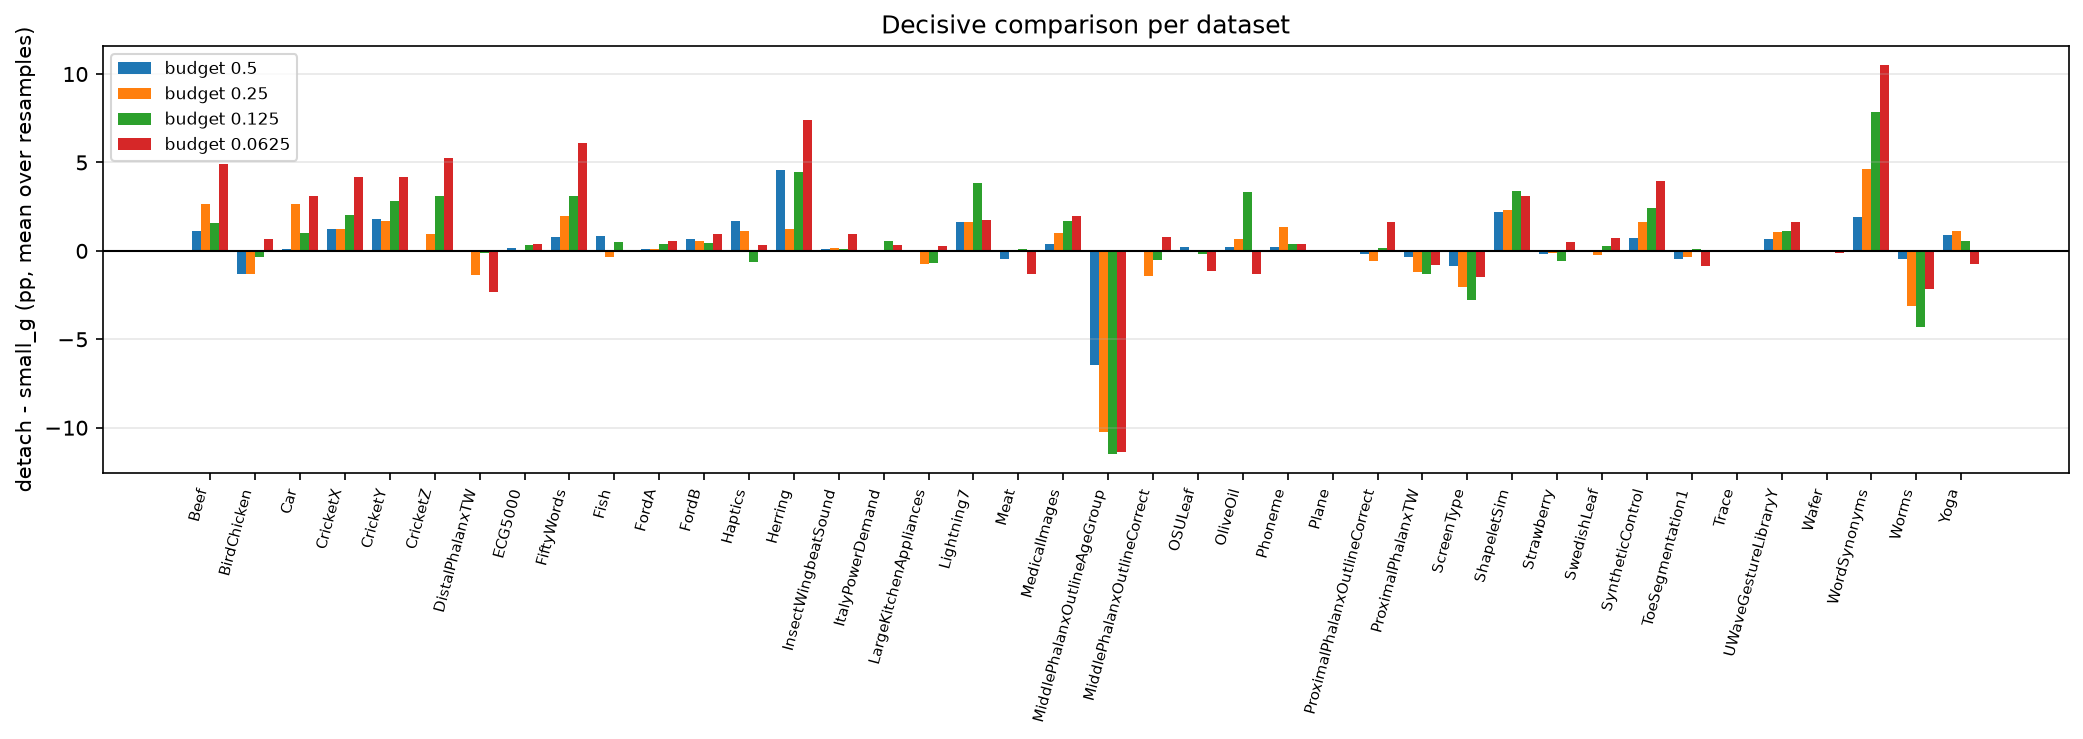 Decisive comparison per dataset
detach - small_g (pp, mean over resamples)
10
5
0
−5
−10
budget 0.5
budget 0.25
budget 0.125
budget 0.0625
Beef
BirdChicken
Car
CricketX
CricketY
CricketZ
DistalPhalanxTW
ECG5000
FiftyWords
Fish
FordA
FordB
Haptics
Herring
InsectWingbeatSound
ItalyPowerDemand
LargeKitchenAppliances
Lightning7
Meat
MedicalImages
MiddlePhalanxOutlineAgeGroup
MiddlePhalanxOutlineCorrect
OSULeaf
OliveOil
Phoneme
Plane
ProximalPhalanxOutlineCorrect
ProximalPhalanxTW
ScreenType
ShapeletSim
Strawberry
SwedishLeaf
SyntheticControl
ToeSegmentation1
Trace
UWaveGestureLibraryY
Wafer
WordSynonyms
Worms
Yoga